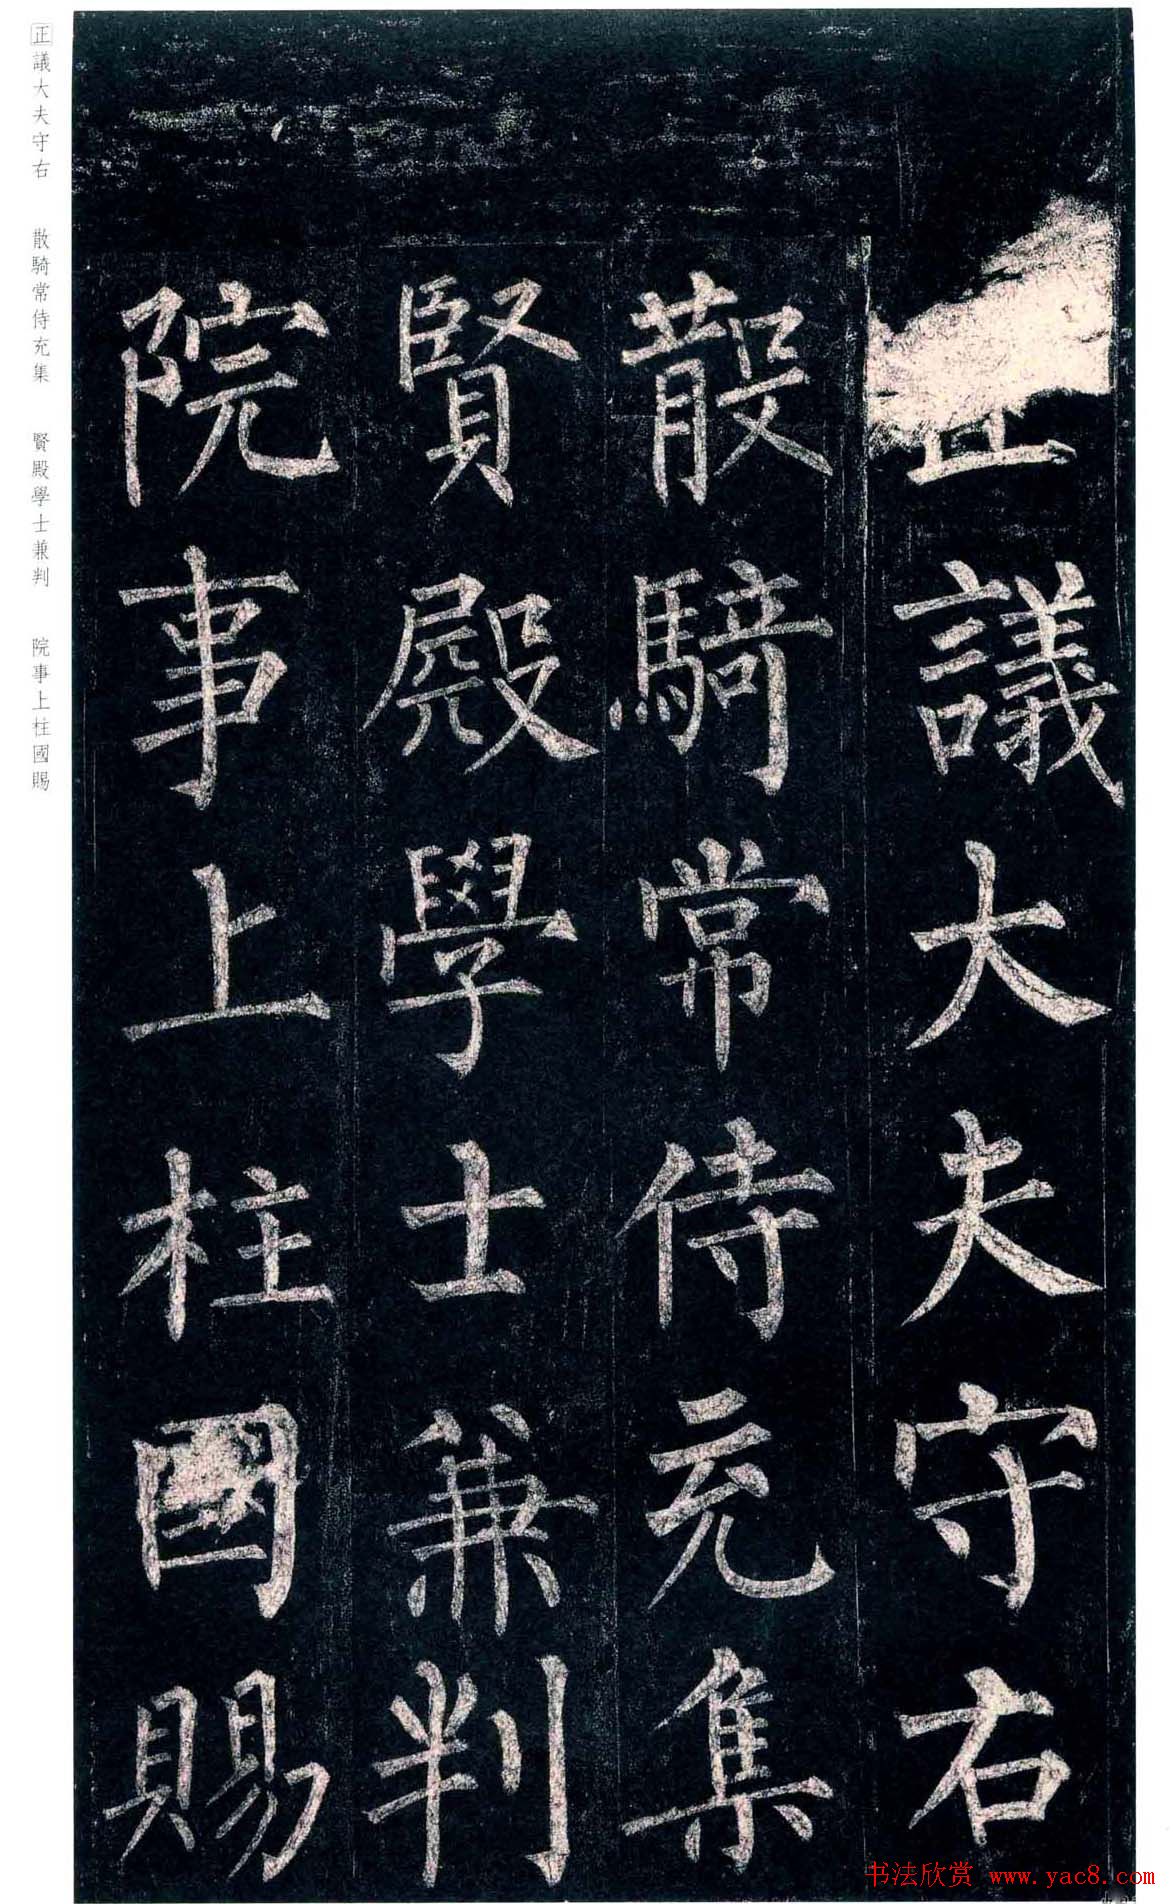 正議大夫守右
散騎常侍充集
賢殿學士兼判
院事上柱國賜
正議大夫守右 散騎常侍充集 賢殿學士兼判 院事上柱國賜
书法欣赏 www.yac8.com